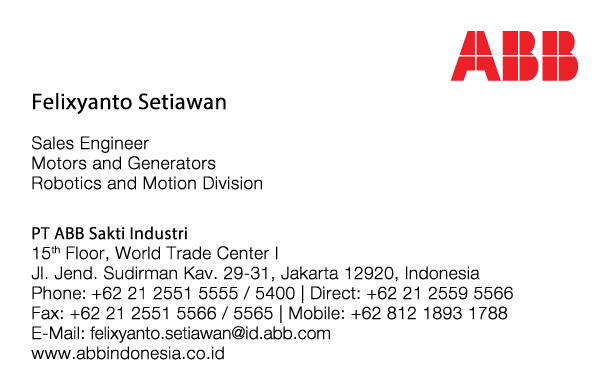 ABB
Felixyanto Setiawan
Sales Engineer
Motors and Generators
Robotics and Motion Division
PT ABB Sakti Industri
15th Floor, World Trade Center I
Jl. Jend. Sudirman Kav. 29-31, Jakarta 12920, Indonesia
Phone: +62 21 2551 5555 / 5400 | Direct: +62 21 2559 5566
Fax: +62 21 2551 5566 / 5565 | Mobile: +62 812 1893 1788
E-Mail: felixyanto.setiawan@id.abb.com
www.abbindonesia.co.id